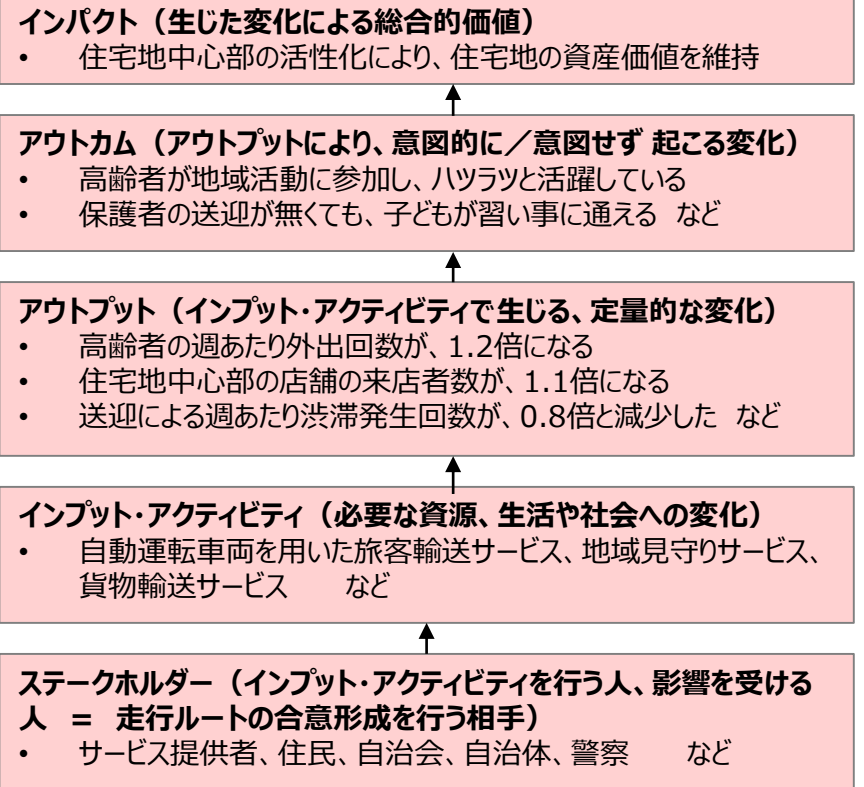 インパクト（生じた変化による総合的価値）
• 住宅地中心部の活性化により、住宅地の資産価値を維持
アウトカム（アウトプットにより、意図的に／意図せず 起こる変化）
• 高齢者が地域活動に参加し、ハツラツと活躍している
• 保護者の送迎が無くても、子どもが習い事に通える など
アウトプット（インプット・アクティビティで生じる、定量的な変化）
• 高齢者の週あたり外出回数が、1.2倍になる
• 住宅地中心部の店舗の来店者数が、1.1倍になる
• 送迎による週あたり渋滞発生回数が、0.8倍と減少した など
インプット・アクティビティ（必要な資源、生活や社会への変化）
• 自動運転車両を用いた旅客輸送サービス、地域見守りサービス、
貨物輸送サービス など
ステークホルダー（インプット・アクティビティを行う人、影響を受ける
人 ＝ 走行ルートの合意形成を行う相手）
• サービス提供者、住民、自治会、自治体、警察 など